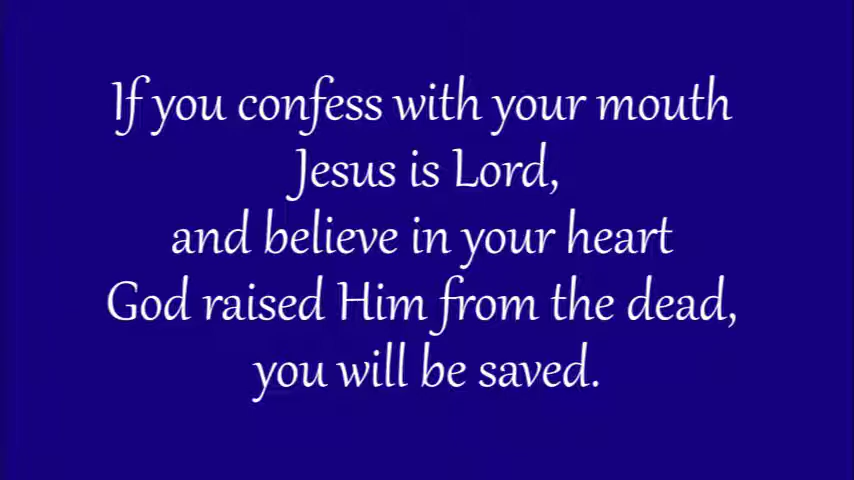 If you confess with your mouth
Jesus is Lord,
and believe in your heart
God raised Him from the dead,
you will be saved.